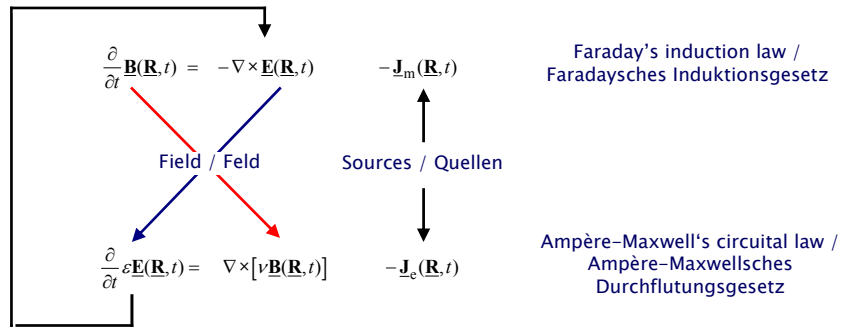 ∂/∂t B(R,t) = −∇×E(R,t) −J_m(R,t)
Faraday's induction law /
Faradaysches Induktionsgesetz
Field / Feld
Sources / Quellen
∂/∂t εE(R,t) = ∇×[νB(R,t)] −J_e(R,t)
Ampère-Maxwell‘s circuital law /
Ampère-Maxwellsches
Durchflutungsgesetz